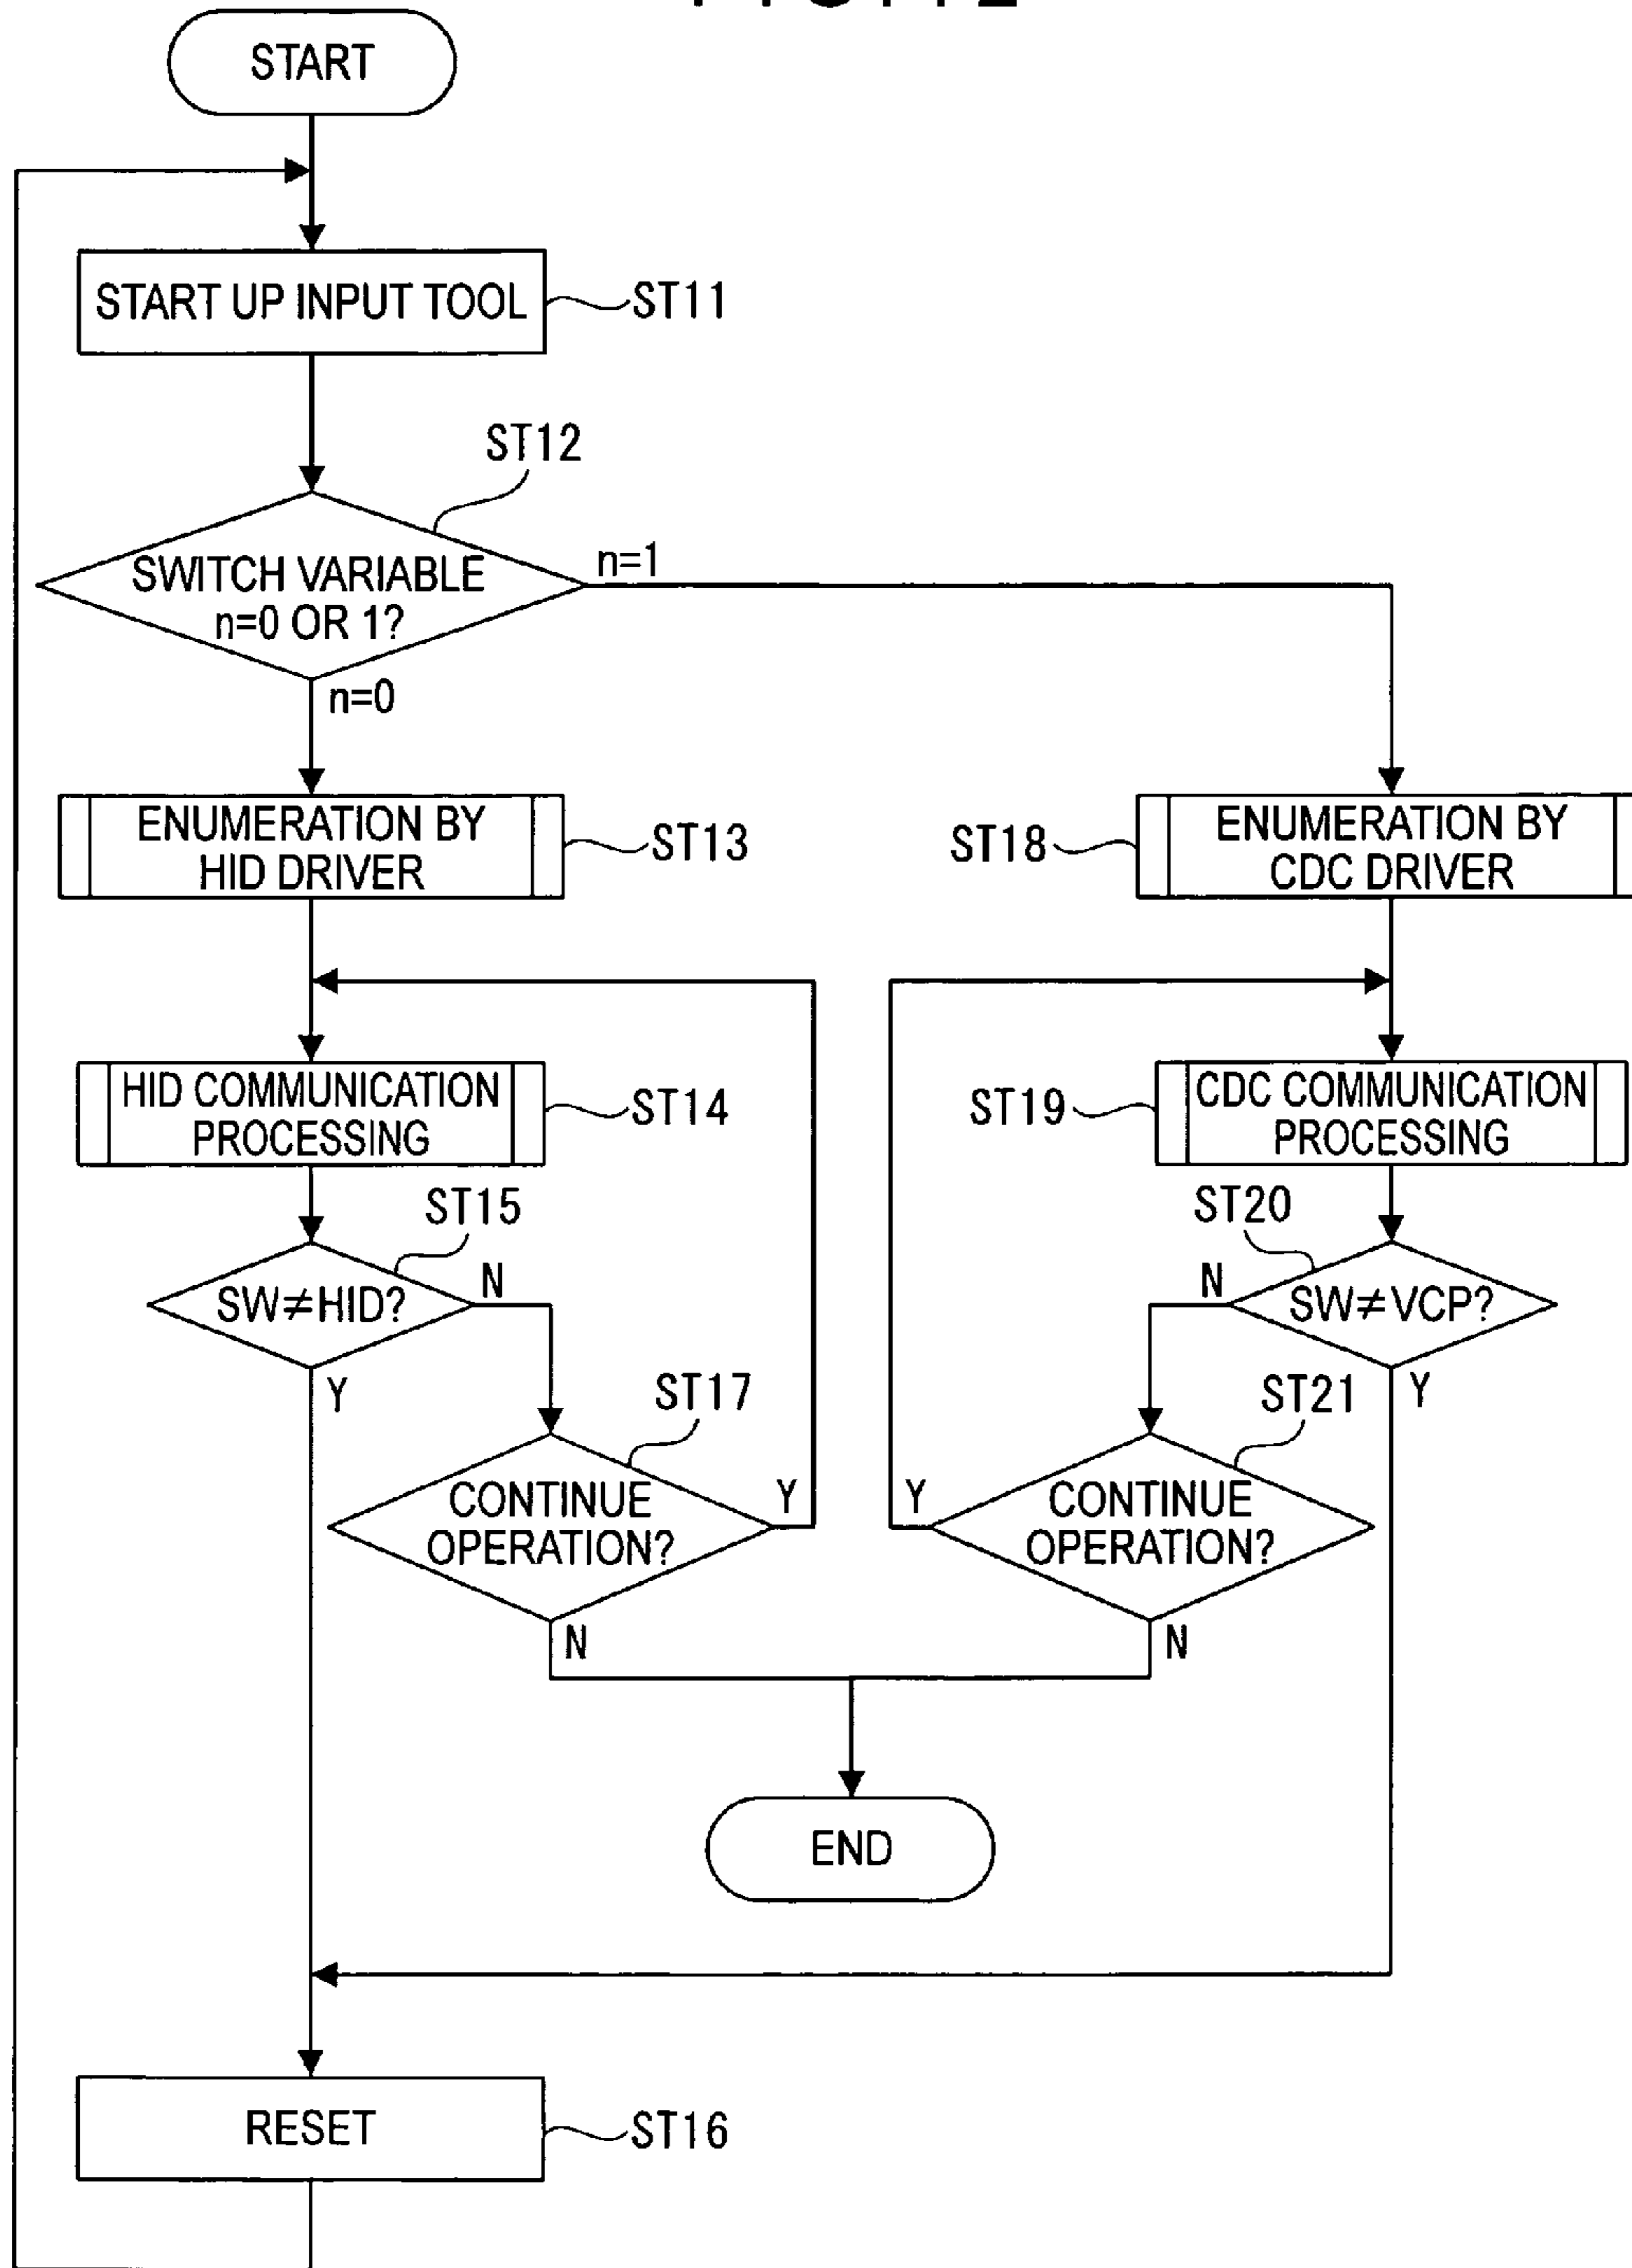 START
START UP INPUT TOOL
ST11
ST12
SWITCH VARIABLE
n=0 OR 1?
n=1
n=0
ENUMERATION BY
HID DRIVER
ST13
ST18
ENUMERATION BY
CDC DRIVER
HID COMMUNICATION
PROCESSING
ST14
ST19
CDC COMMUNICATION
PROCESSING
ST15
SW≠HID?
N
Y
ST20
N
SW≠VCP?
Y
ST17
CONTINUE
OPERATION?
Y
N
ST21
Y
CONTINUE
OPERATION?
N
END
RESET
ST16